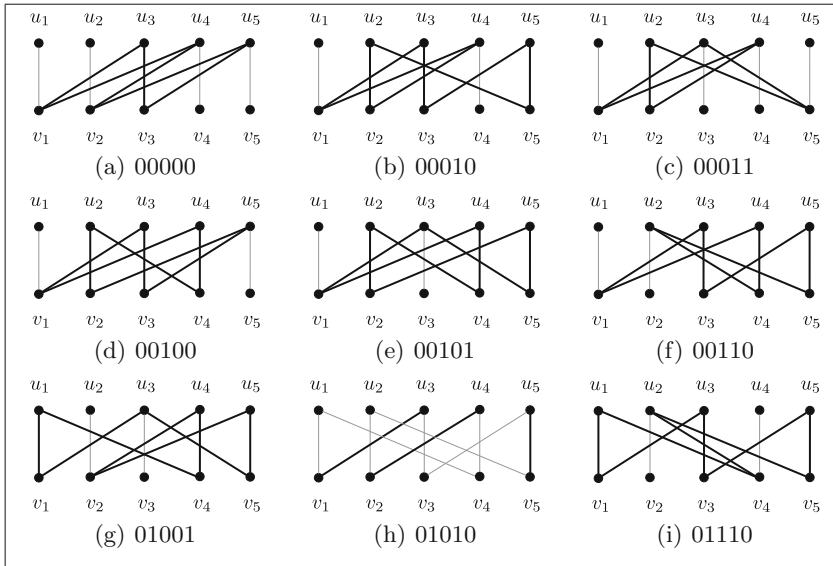 u1 u2 u3 u4 u5 u1 u2 u3 u4 u5 u1 u2 u3 u4 u5
v1 v2 v3 v4 v5 v1 v2 v3 v4 v5 v1 v2 v3 v4 v5
(a) 00000 (b) 00010 (c) 00011
u1 u2 u3 u4 u5 u1 u2 u3 u4 u5 u1 u2 u3 u4 u5
v1 v2 v3 v4 v5 v1 v2 v3 v4 v5 v1 v2 v3 v4 v5
(d) 00100 (e) 00101 (f) 00110
u1 u2 u3 u4 u5 u1 u2 u3 u4 u5 u1 u2 u3 u4 u5
v1 v2 v3 v4 v5 v1 v2 v3 v4 v5 v1 v2 v3 v4 v5
(g) 01001 (h) 01010 (i) 01110